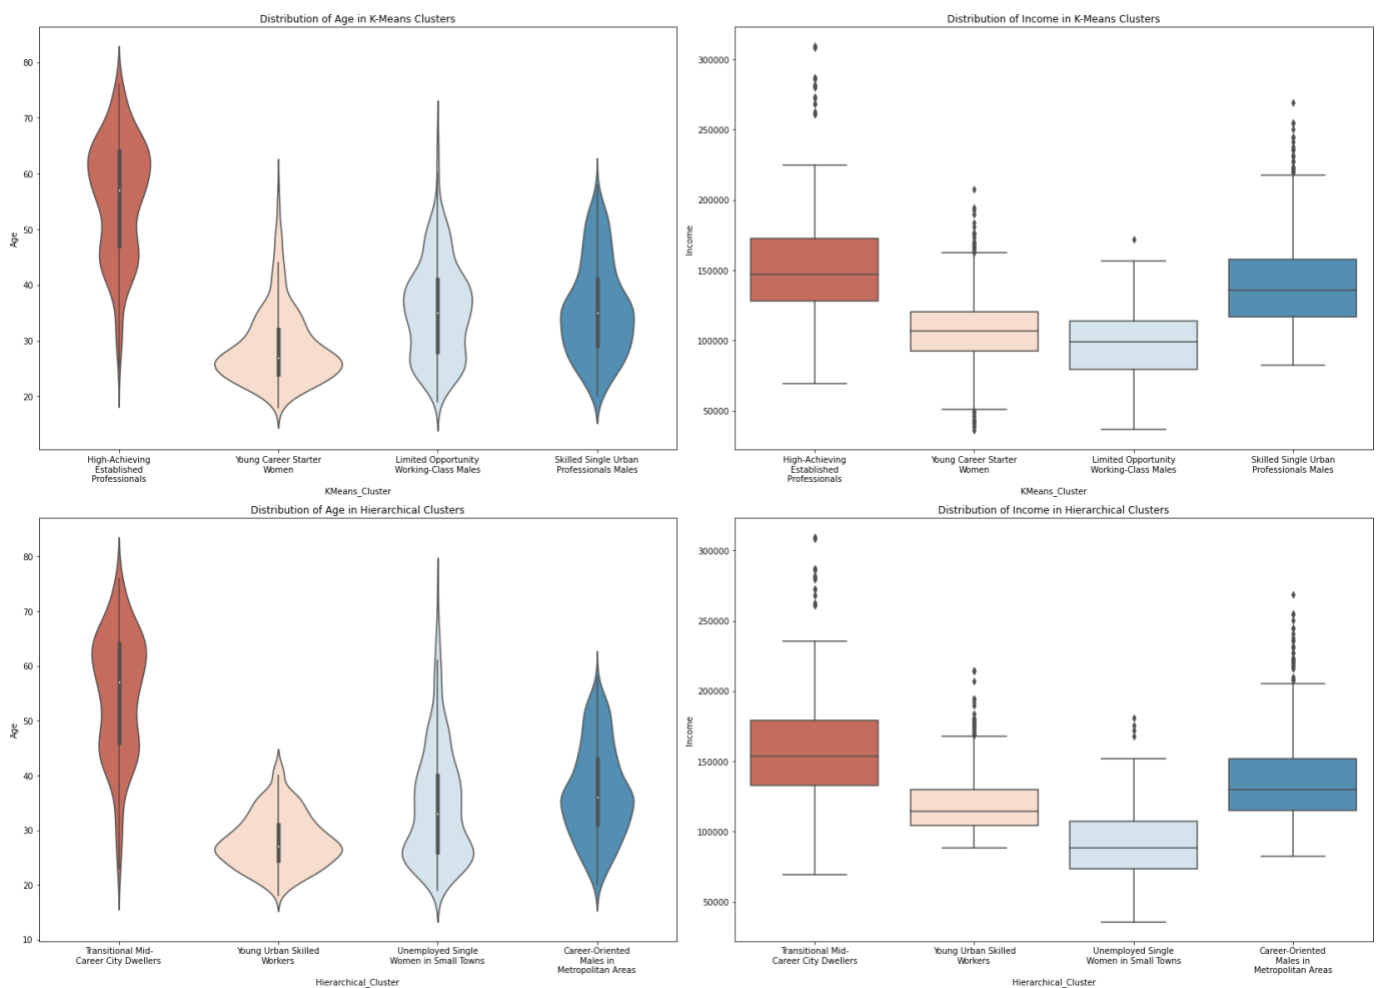 Distribution of Age in K-Means Clusters
80
70
60
50
40
30
20
Age
High-Achieving
Established
Professionals
Young Career Starter
Women
Limited Opportunity
Working-Class Males
Skilled Single Urban
Professionals Males
KMeans_Cluster
Distribution of Income in K-Means Clusters
300000
250000
200000
150000
100000
50000
Income
High-Achieving
Established
Professionals
Young Career Starter
Women
Limited Opportunity
Working-Class Males
Skilled Single Urban
Professionals Males
KMeans_Cluster
Distribution of Age in Hierarchical Clusters
80
70
60
50
40
30
20
10
Age
Transitional Mid-
Career City Dwellers
Young Urban Skilled
Workers
Unemployed Single
Women in Small Towns
Career-Oriented
Males in
Metropolitan Areas
Hierarchical_Cluster
Distribution of Income in Hierarchical Clusters
300000
250000
200000
150000
100000
50000
Income
Transitional Mid-
Career City Dwellers
Young Urban Skilled
Workers
Unemployed Single
Women in Small Towns
Career-Oriented
Males in
Metropolitan Areas
Hierarchical_Cluster